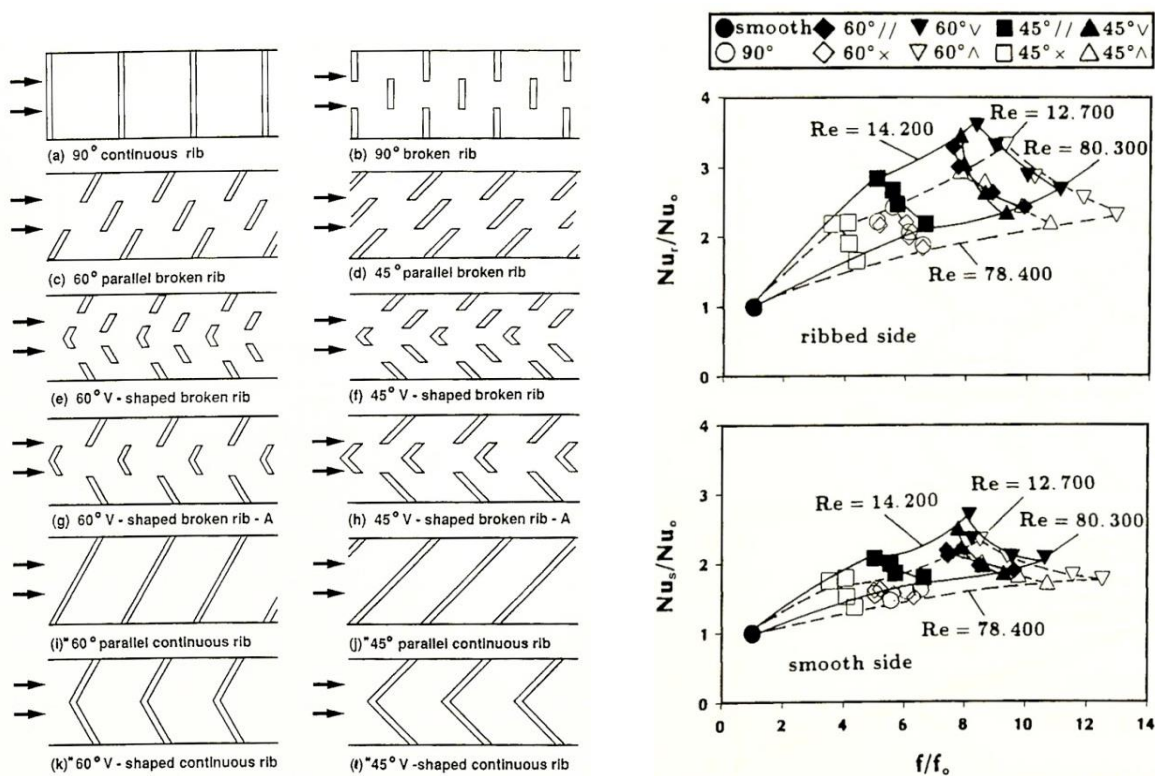 (a) 90° continuous rib
(b) 90° broken rib
(c) 60° parallel broken rib
(d) 45° parallel broken rib
(e) 60° V - shaped broken rib
(f) 45° V - shaped broken rib
(g) 60° V - shaped broken rib - A
(h) 45° V - shaped broken rib - A
(i)* 60° parallel continuous rib
(j)* 45° parallel continuous rib
(k)* 60° V - shaped continuous rib
(ℓ)* 45° V - shaped continuous rib
smooth 60°// 60°∨ 45°// 45°∨
90° 60°× 60°∧ 45°× 45°∧
4
3
2
1
0
Nuᵣ/Nuₒ
Re = 14.200
Re = 12.700
Re = 80.300
Re = 78.400
ribbed side
4
3
2
1
0
Nuₛ/Nuₒ
Re = 14.200
Re = 12.700
Re = 80.300
Re = 78.400
smooth side
0 2 4 6 8 10 12 14
f/fₒ